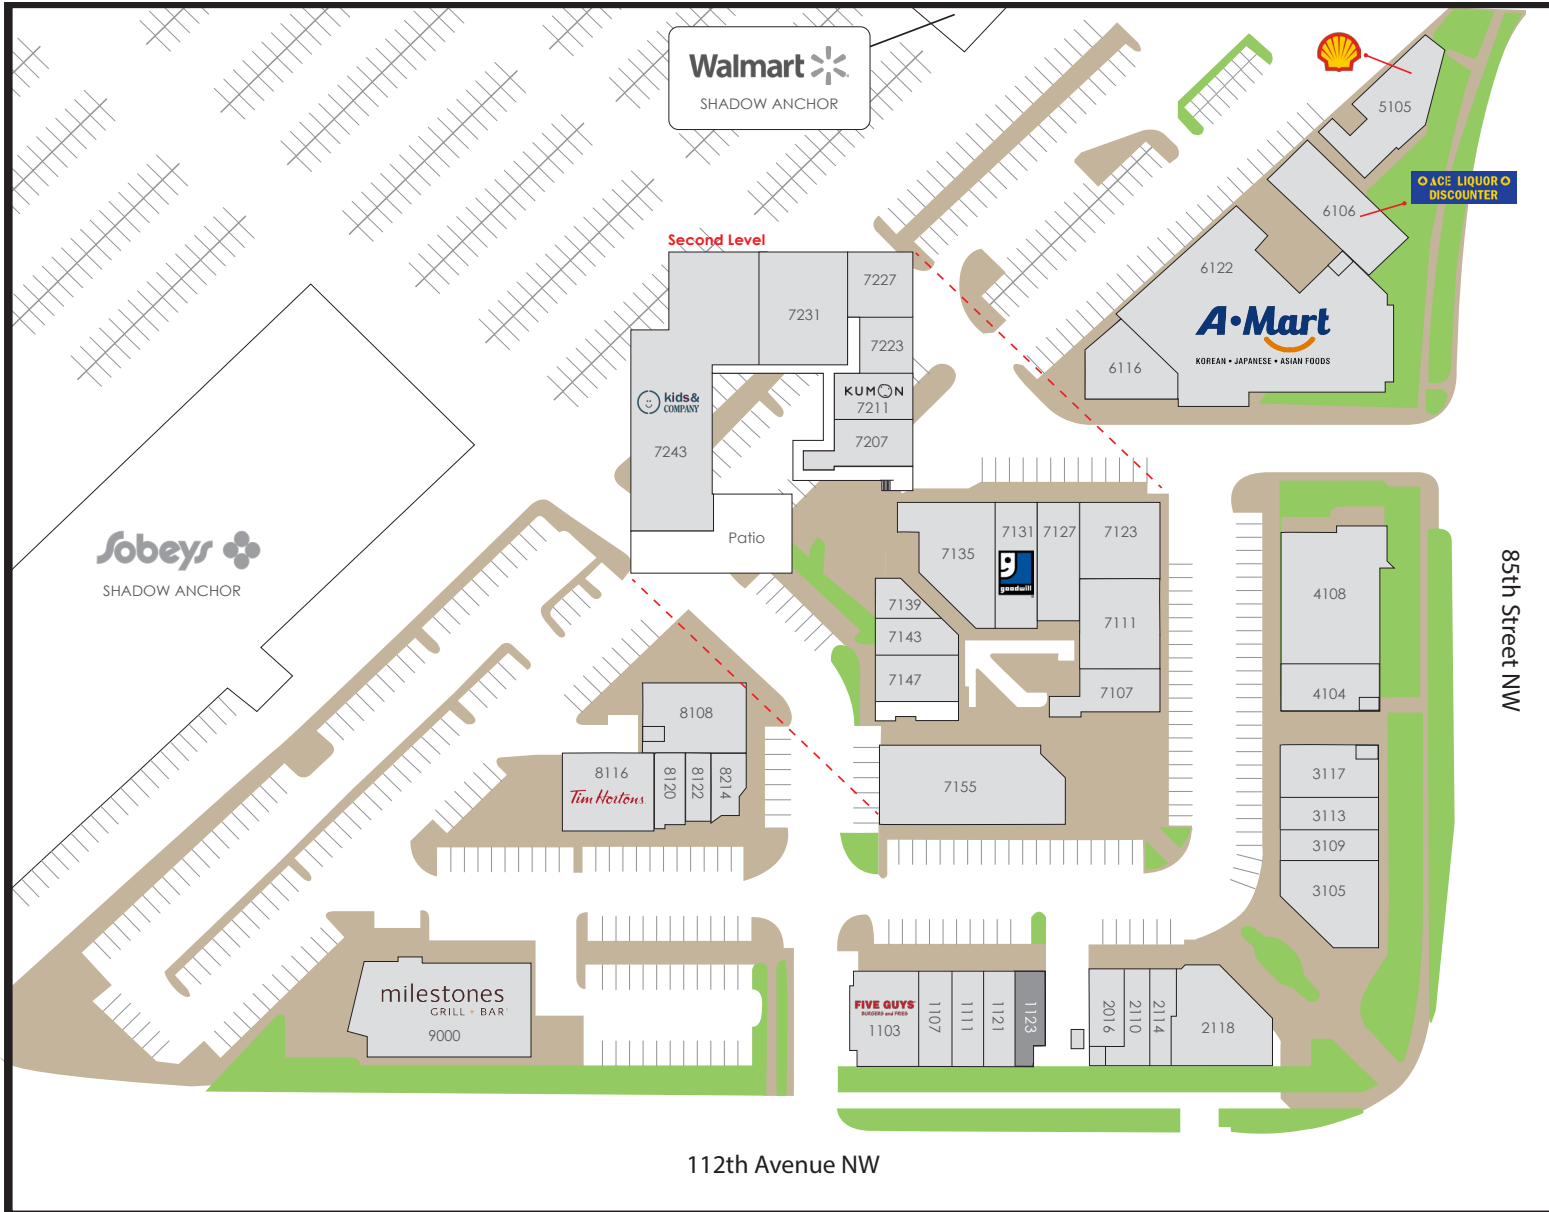 Walmart
SHADOW ANCHOR
5105
ACE LIQUOR
DISCOUNTER
6106
6122
A•Mart
KOREAN • JAPANESE • ASIAN FOODS
6116
Second Level
7227
7231
7223
kids&
COMPANY
KUMON
7211
7243
7207
Patio
Sobeys
SHADOW ANCHOR
7135
7131
goodwill
7127
7123
7139
7143
7147
7111
7107
7155
4108
4104
85th Street NW
8108
8116
Tim Hortons
8120
8122
8214
3117
3113
3109
3105
milestones
GRILL + BAR
9000
FIVE GUYS
BURGERS and FRIES
1103
1107
1111
1121
1123
2016
2110
2114
2118
112th Avenue NW